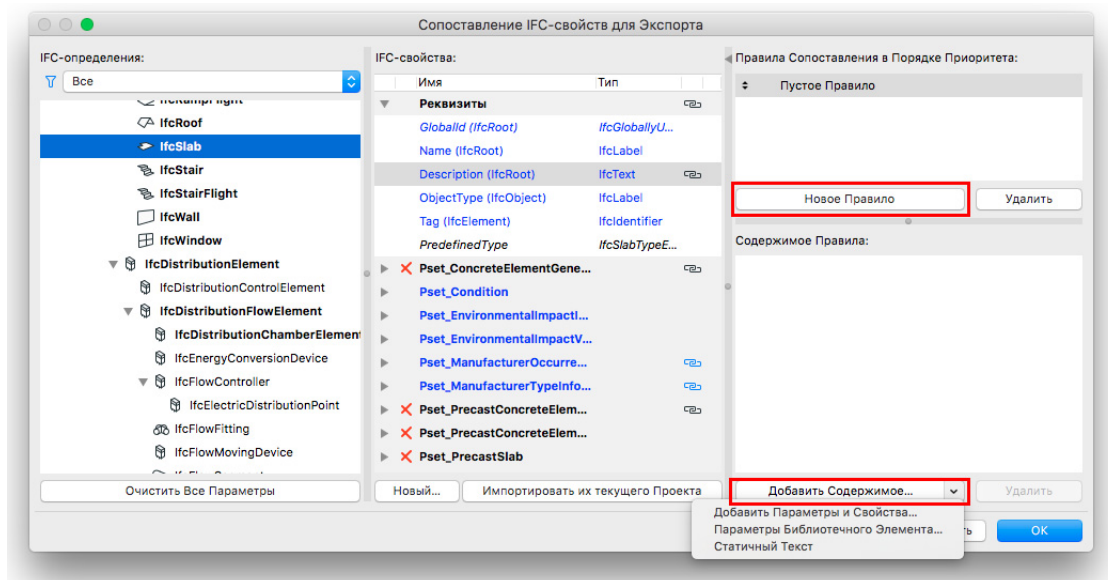 Сопоставление IFC-свойств для Экспорта
IFC-определения:
Все
IfcRampFlight
IfcRoof
IfcSlab
IfcStair
IfcStairFlight
IfcWall
IfcWindow
IfcDistributionElement
IfcDistributionControlElement
IfcDistributionFlowElement
IfcDistributionChamberElement
IfcEnergyConversionDevice
IfcFlowController
IfcElectricDistributionPoint
IfcFlowFitting
IfcFlowMovingDevice
Очистить Все Параметры
IFC-свойства:
Имя Тип
Реквизиты
GlobalId (IfcRoot) IfcGloballyU...
Name (IfcRoot) IfcLabel
Description (IfcRoot) IfcText
ObjectType (IfcObject) IfcLabel
Tag (IfcElement) IfcIdentifier
PredefinedType IfcSlabTypeE...
Pset_ConcreteElementGene...
Pset_Condition
Pset_EnvironmentalImpactI...
Pset_EnvironmentalImpactV...
Pset_ManufacturerOccurre...
Pset_ManufacturerTypeInfo...
Pset_PrecastConcreteElem...
Pset_PrecastConcreteElem...
Pset_PrecastSlab
Новый... Импортировать их текущего Проекта
Правила Сопоставления в Порядке Приоритета:
Пустое Правило
Новое Правило Удалить
Содержимое Правила:
Добавить Содержимое... Удалить
Добавить Параметры и Свойства...
Параметры Библиотечного Элемента...
Статичный Текст
ОК